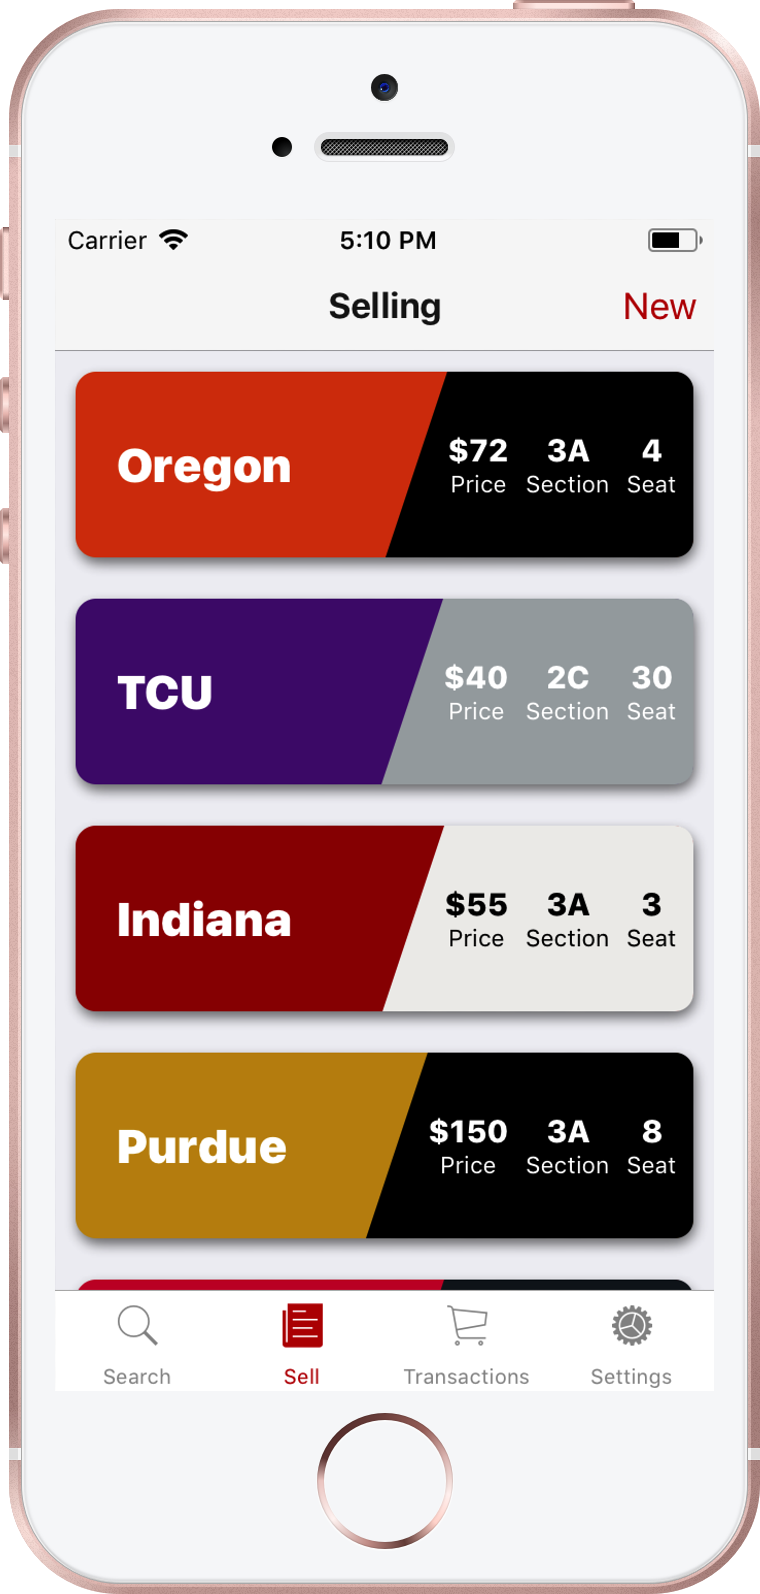 Carrier 5:10 PM
Selling New
Oregon
$72 3A 4
Price Section Seat
TCU
$40 2C 30
Price Section Seat
Indiana
$55 3A 3
Price Section Seat
Purdue
$150 3A 8
Price Section Seat
Search Sell Transactions Settings